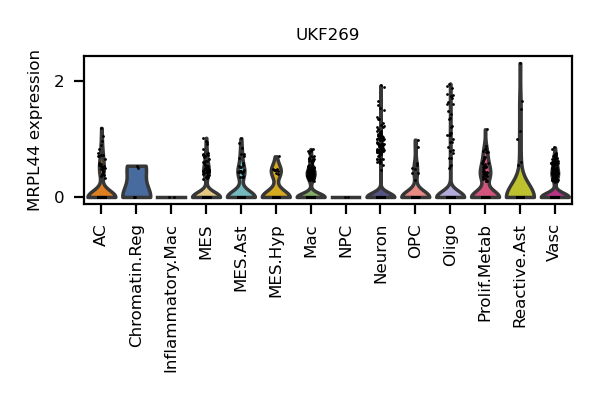 UKF269
MRPL44 expression
2
0
AC
Chromatin.Reg
Inflammatory.Mac
MES
MES.Ast
MES.Hyp
Mac
NPC
Neuron
OPC
Oligo
Prolif.Metab
Reactive.Ast
Vasc